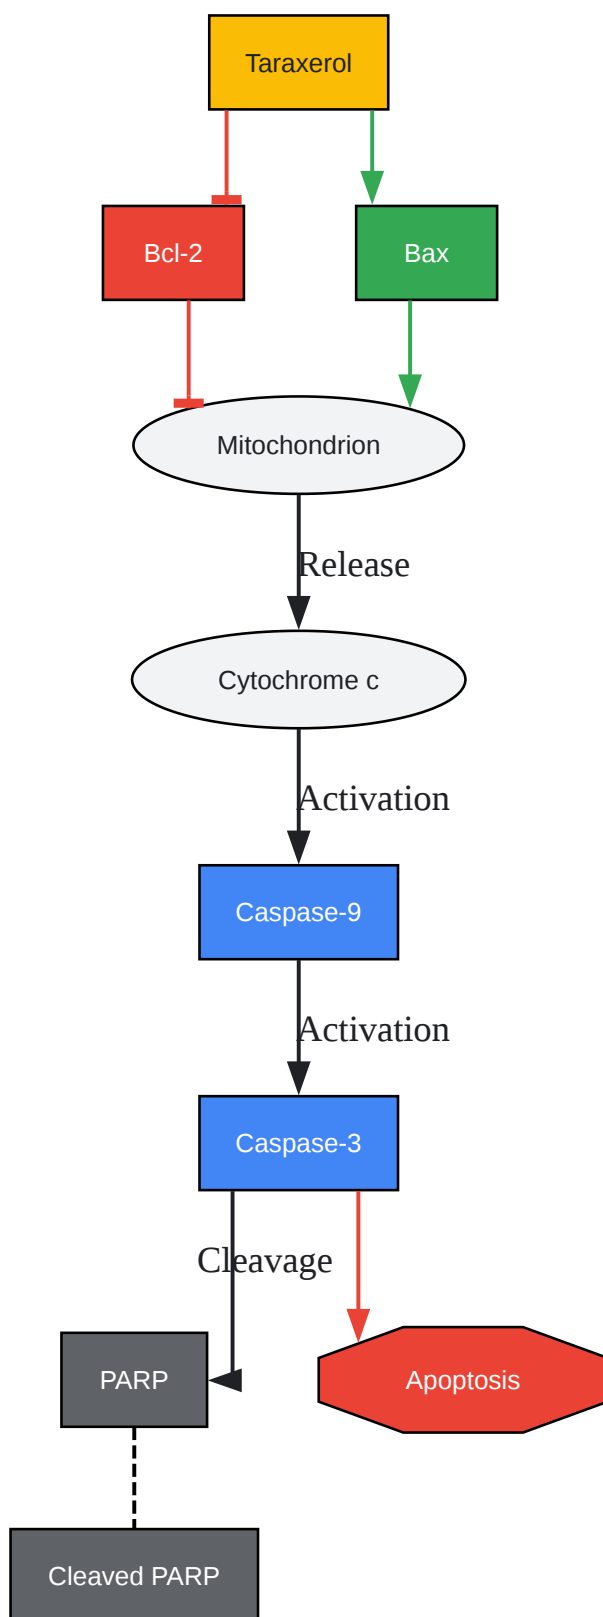 Taraxerol
Bcl-2
Bax
Mitochondrion
Release
Cytochrome c
Activation
Caspase-9
Activation
Caspase-3
Cleavage
PARP
Apoptosis
Cleaved PARP